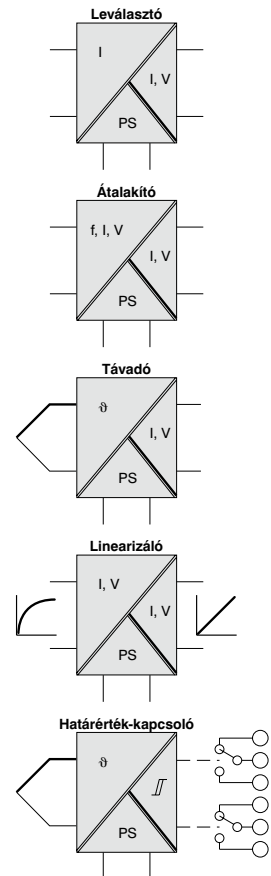 Leválasztó
I
I, V
PS
Átalakító
f, I, V
I, V
PS
Távadó
ϑ
I, V
PS
Linearizáló
I, V
I, V
PS
Határérték-kapcsoló
ϑ
PS